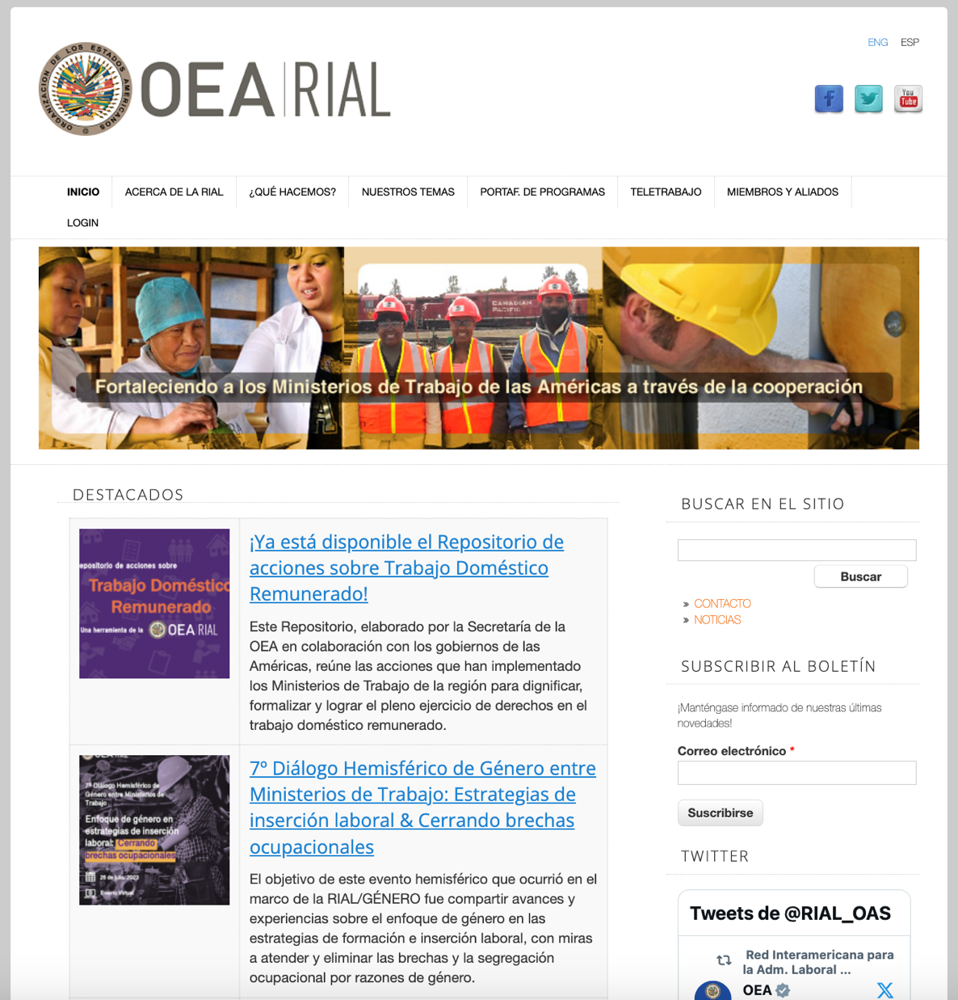 ENG ESP
ORGANIZACION DE LOS ESTADOS AMERICANOS
OEA | RIAL
You
Tube
INICIO ACERCA DE LA RIAL ¿QUÉ HACEMOS? NUESTROS TEMAS PORTAF. DE PROGRAMAS TELETRABAJO MIEMBROS Y ALIADOS
LOGIN
CANADIAN
PACIFIC
Fortaleciendo a los Ministerios de Trabajo de las Américas a través de la cooperación
DESTACADOS
epositorio de acciones sobre
Trabajo Doméstico
Remunerado
Una herramienta de la OEA RIAL
¡Ya está disponible el Repositorio de
acciones sobre Trabajo Doméstico
Remunerado!
Este Repositorio, elaborado por la Secretaría de la
OEA en colaboración con los gobiernos de las
Américas, reúne las acciones que han implementado
los Ministerios de Trabajo de la región para dignificar,
formalizar y lograr el pleno ejercicio de derechos en el
trabajo doméstico remunerado.
7º Diálogo Hemisférico de
Género entre Ministerios de
Trabajo
Enfoque de género en
estrategias de inserción
laboral: Cerrando
brechas ocupacionales
26 de julio, 2023
Evento Virtual
7º Diálogo Hemisférico de Género entre
Ministerios de Trabajo: Estrategias de
inserción laboral & Cerrando brechas
ocupacionales
El objetivo de este evento hemisférico que ocurrió en el
marco de la RIAL/GÉNERO fue compartir avances y
experiencias sobre el enfoque de género en las
estrategias de formación e inserción laboral, con miras
a atender y eliminar las brechas y la segregación
ocupacional por razones de género.
BUSCAR EN EL SITIO
Buscar
» CONTACTO
» NOTICIAS
SUBSCRIBIR AL BOLETÍN
¡Manténgase informado de nuestras últimas
novedades!
Correo electrónico *
Suscribirse
TWITTER
Tweets de @RIAL_OAS
Red Interamericana para
la Adm. Laboral ...
OEA